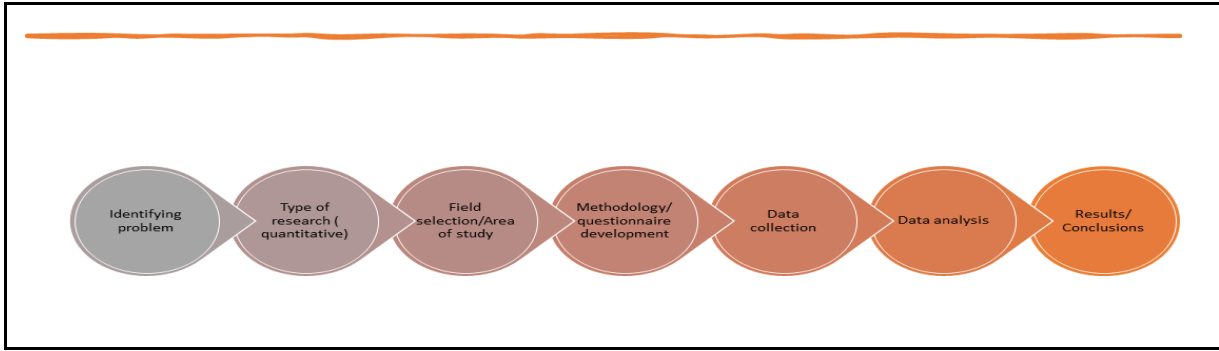 Identifying
problem
Type of
research (
quantitative)
Field
selection/Area
of study
Methodology/
questionnaire
development
Data
collection
Data analysis
Results/
Conclusions